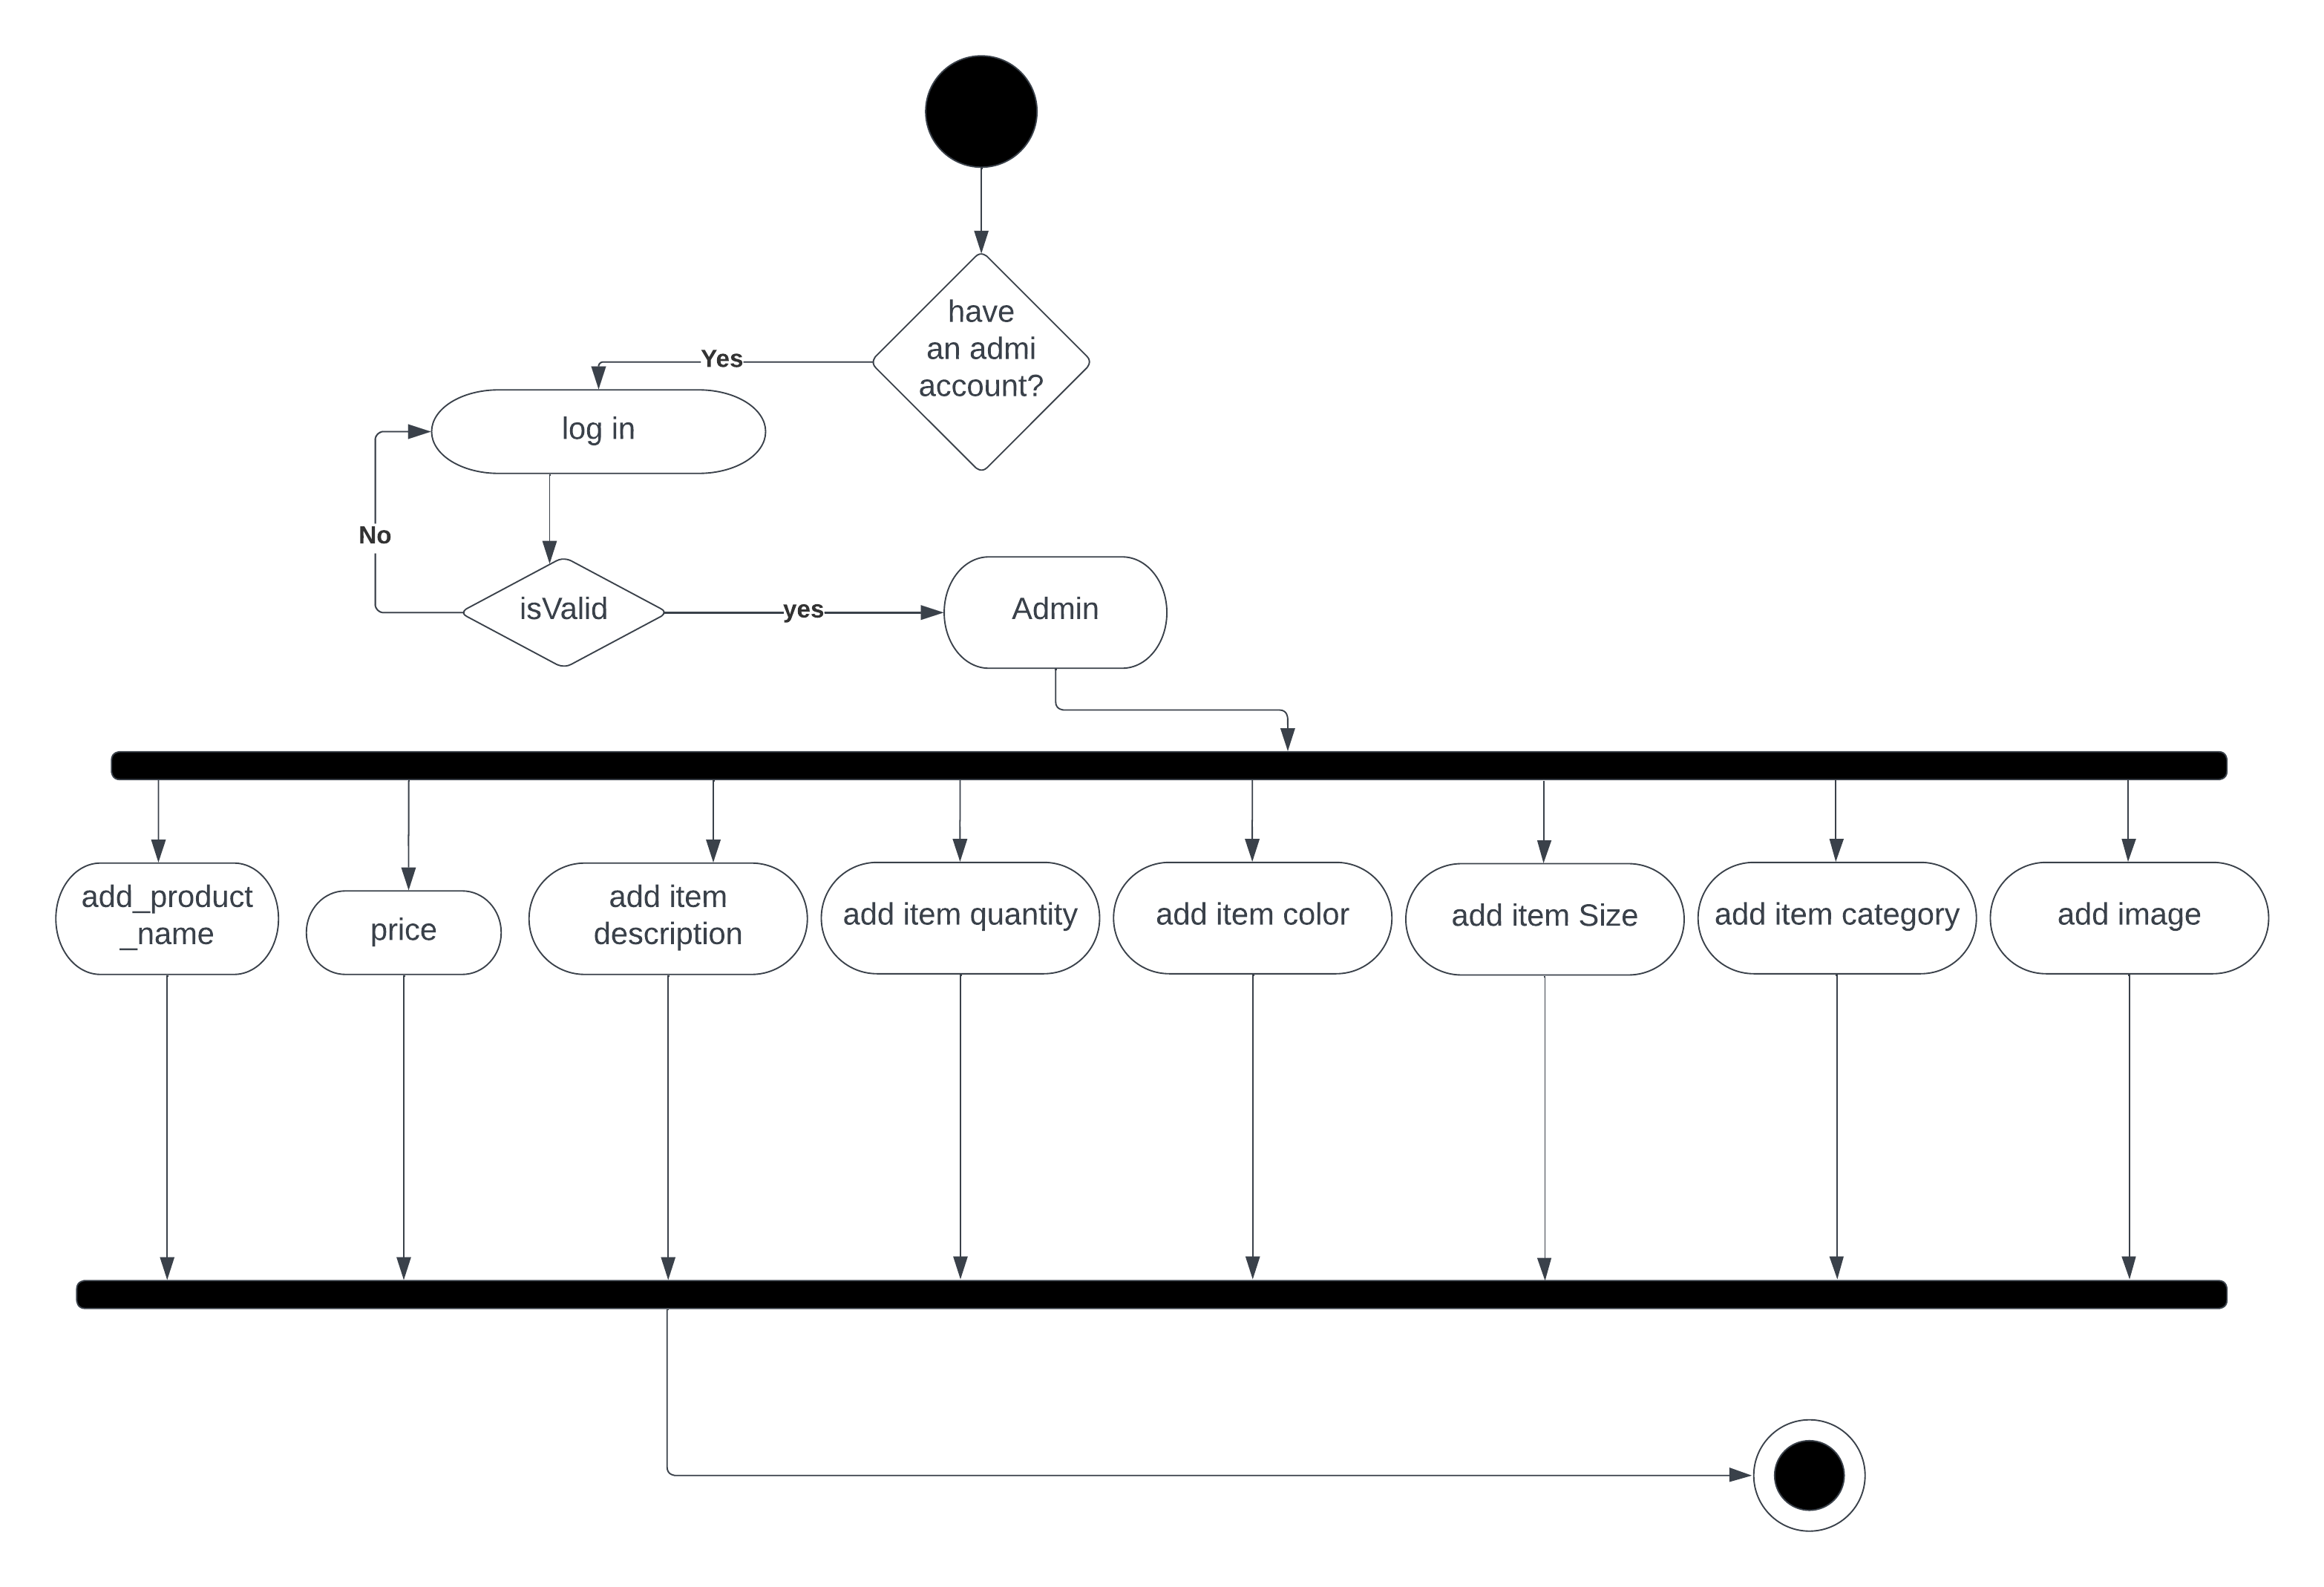 have
an admi
account?
Yes
log in
No
isValid
yes
Admin
add_product
_name
price
add item
description
add item quantity
add item color
add item Size
add item category
add image